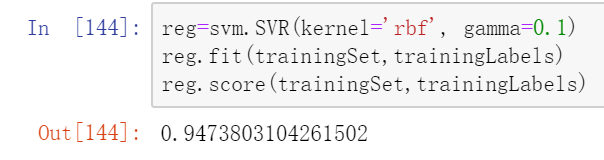 In [144]: reg=svm.SVR(kernel='rbf', gamma=0.1)
reg.fit(trainingSet,trainingLabels)
reg.score(trainingSet,trainingLabels)
Out[144]: 0.9473803104261502